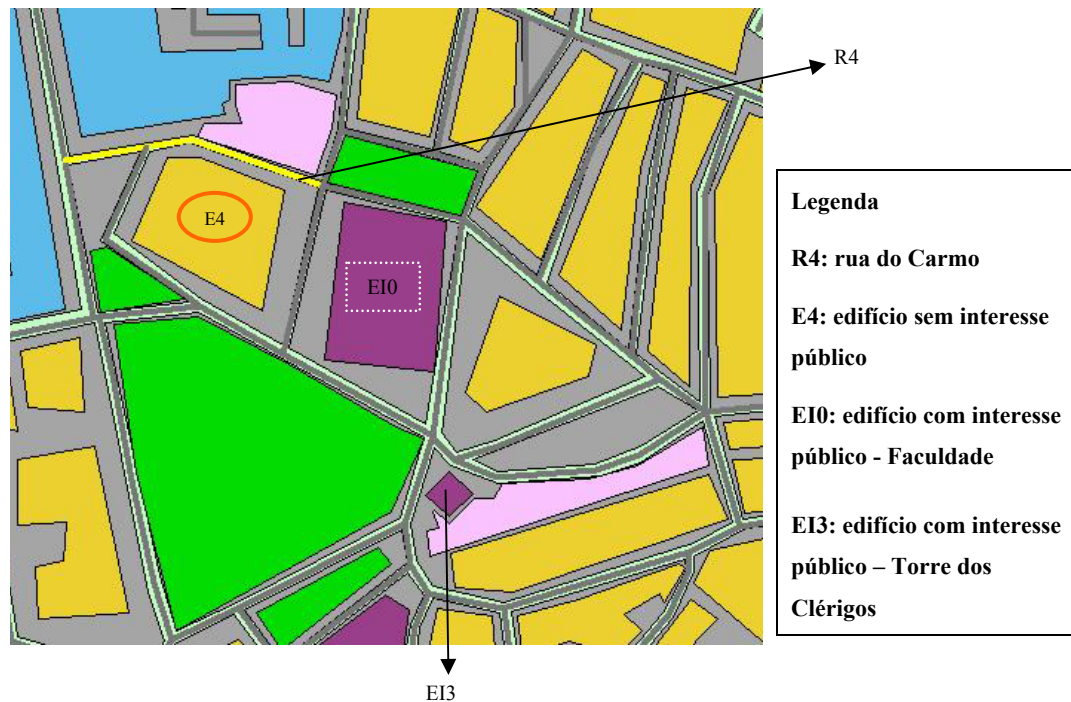 R4
E4
EI0
EI3
Legenda
R4: rua do Carmo
E4: edifício sem interesse
público
EI0: edifício com interesse
público - Faculdade
EI3: edifício com interesse
público – Torre dos
Clérigos